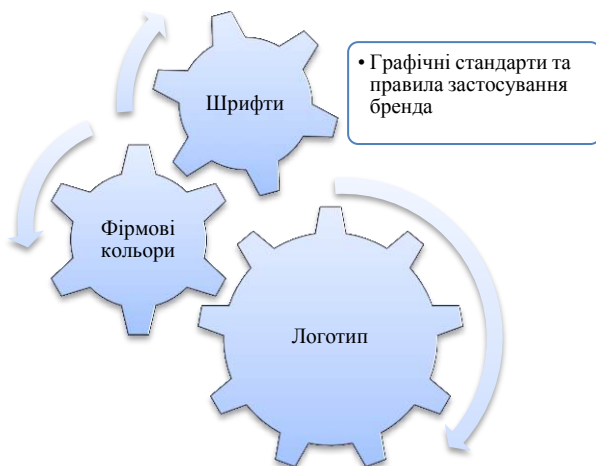 Шрифти
• Графічні стандарти та
правила застосування
бренда
Фірмові
кольори
Логотип